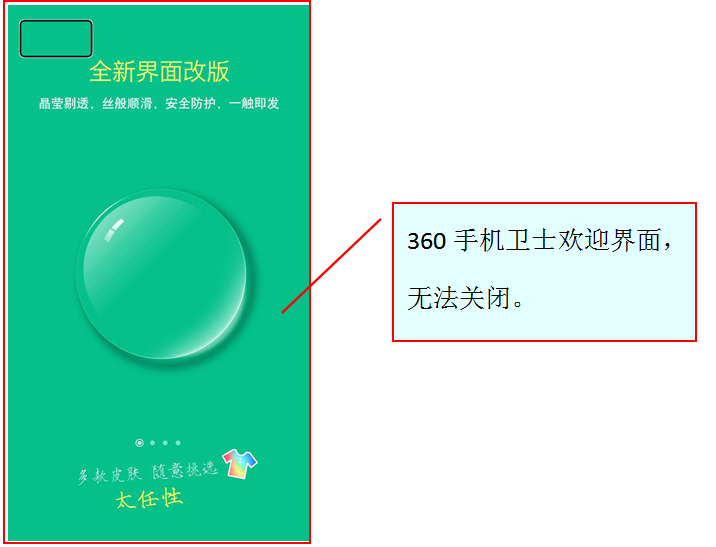 全新界面改版
晶莹剔透，丝般顺滑，安全防护，一触即发
多款皮肤 随意挑选
太任性
360 手机卫士欢迎界面，
无法关闭。